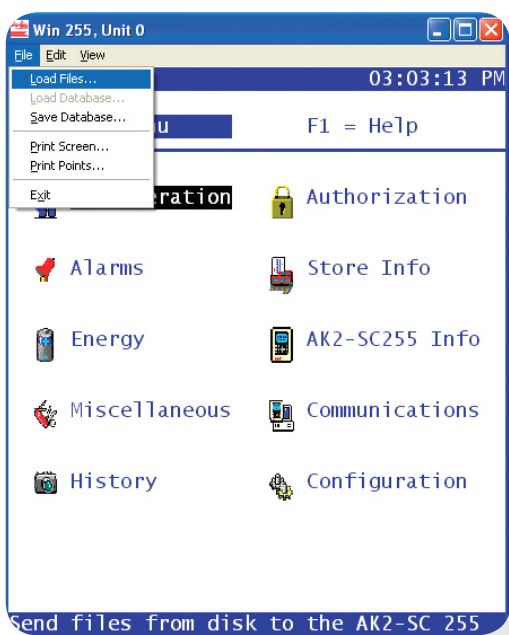 Win 255, Unit 0
File Edit View
Load Files...
Load Database...
Save Database...
Print Screen...
Print Points...
Exit
03:03:13 PM
F1 = Help
Authorization
Alarms
Store Info
Energy
AK2-SC255 Info
Miscellaneous
Communications
History
Configuration
Send files from disk to the AK2-SC 255